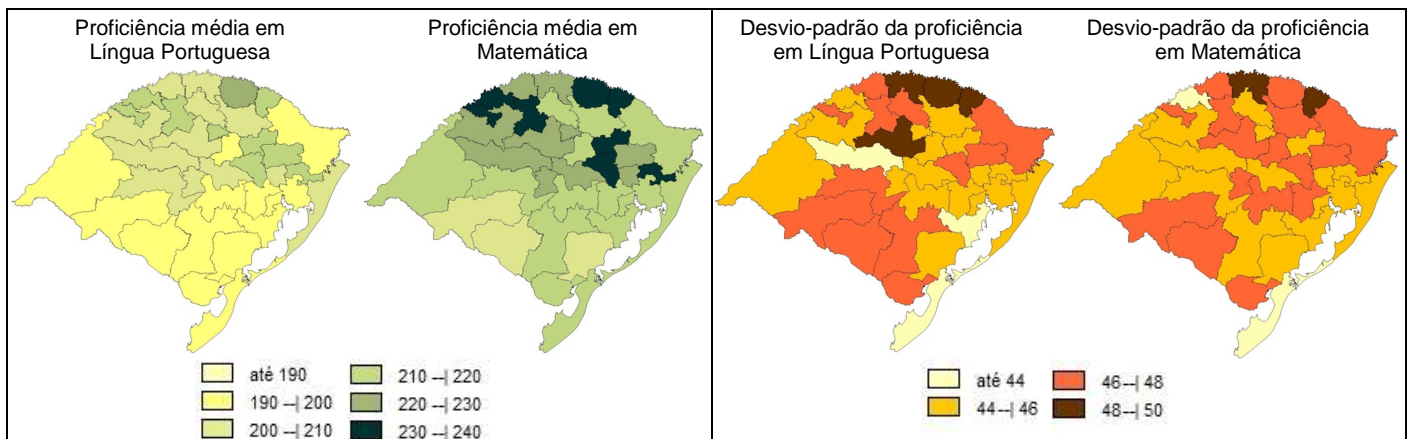 Proficiência média em
Língua Portuguesa
Proficiência média em
Matemática
Desvio-padrão da proficiência
em Língua Portuguesa
Desvio-padrão da proficiência
em Matemática
até 190
190 --| 200
200 --| 210
210 --| 220
220 --| 230
230 --| 240
até 44
44--| 46
46--| 48
48--| 50